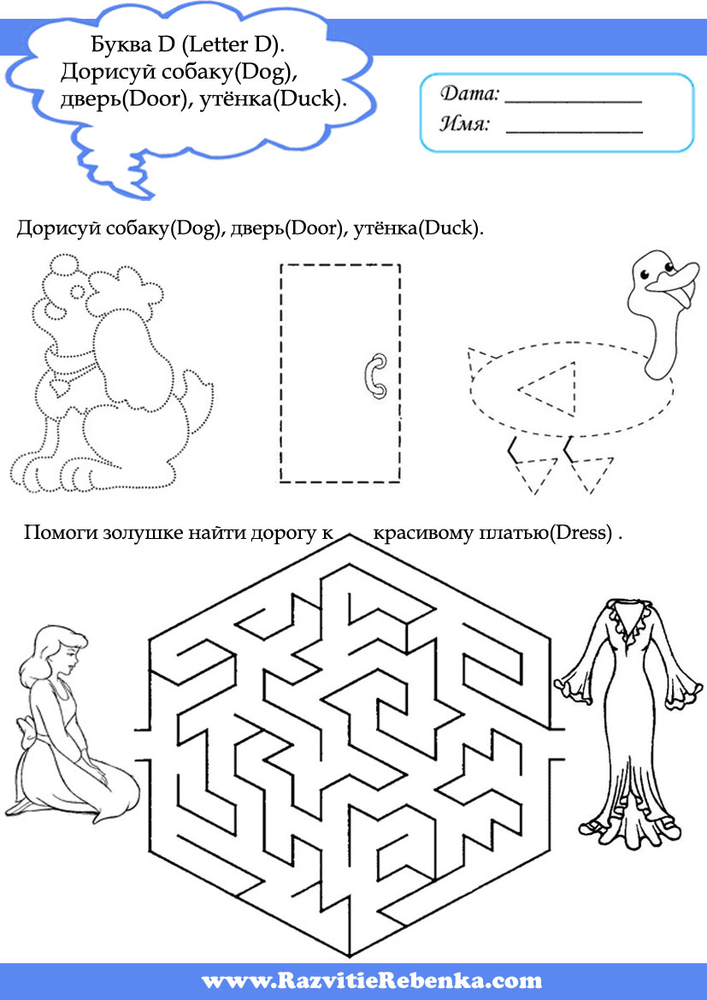 Буква D (Letter D).
Дорисуй собаку(Dog),
дверь(Door), утёнка(Duck).
Дата: ____________
Имя: ____________
Дорисуй собаку(Dog), дверь(Door), утёнка(Duck).
Помоги золушке найти дорогу к красивому платью(Dress) .
www.RazvitieRebenka.com